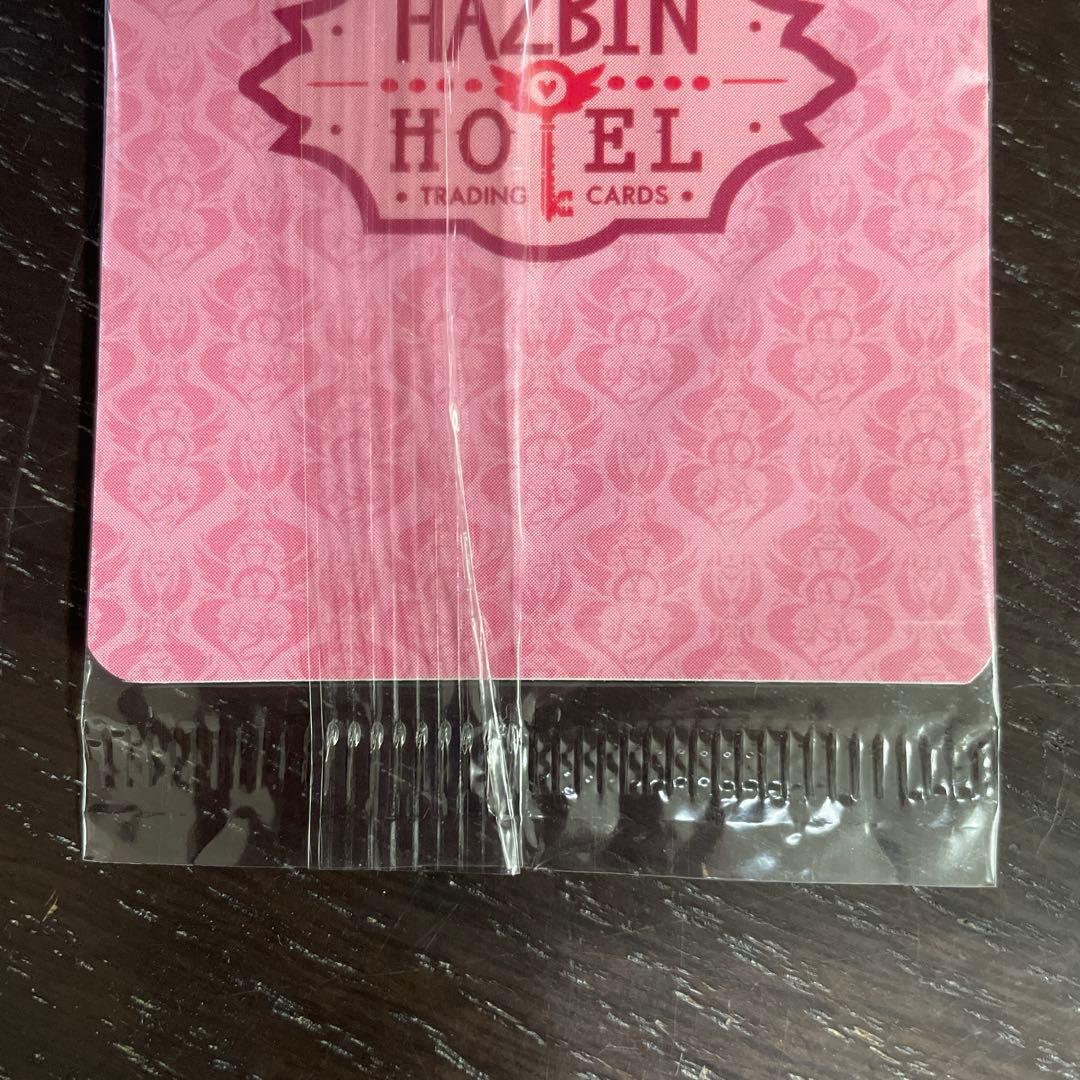 HAZBIN
HOTEL
• TRADING CARDS •